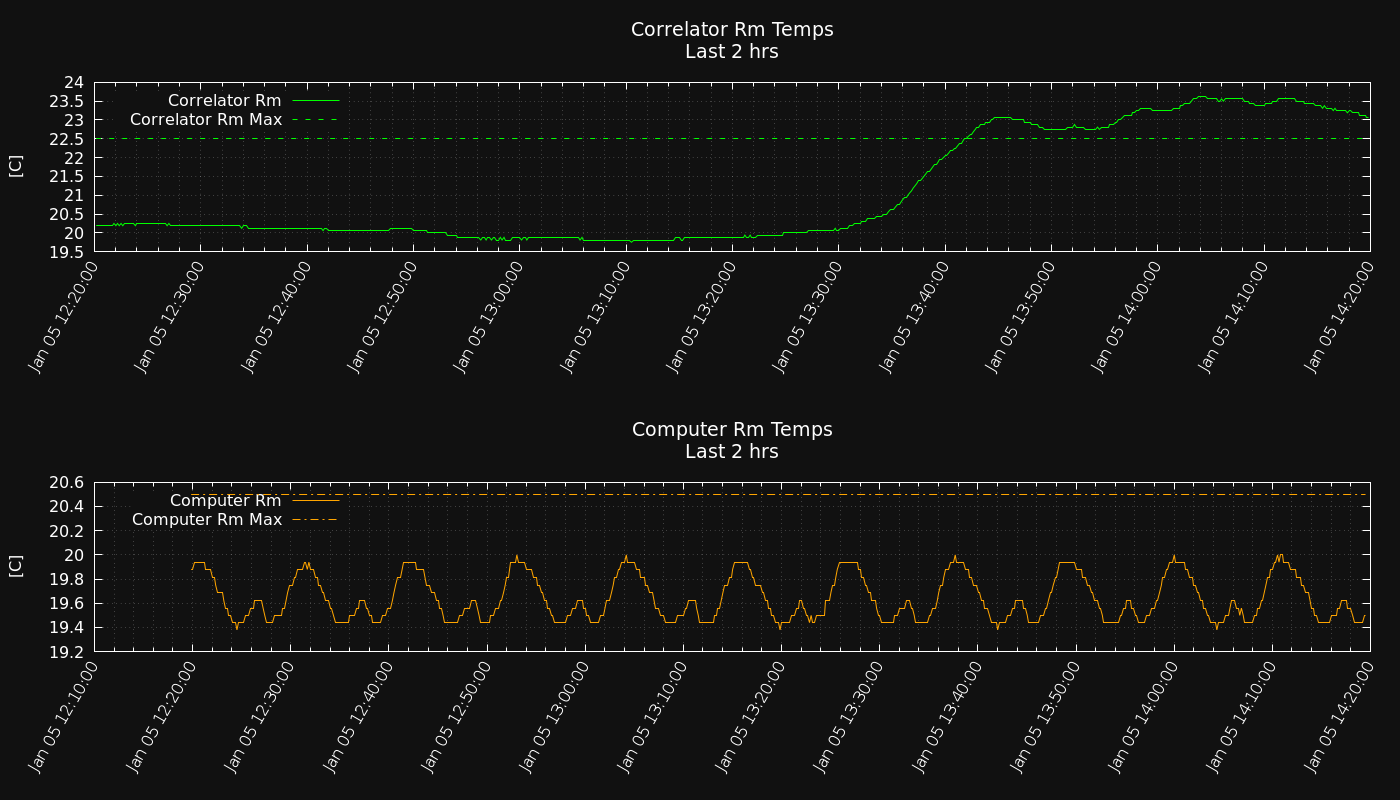 Correlator Rm Temps
Last 2 hrs
[C]
24
23.5
23
22.5
22
21.5
21
20.5
20
19.5
Correlator Rm
Correlator Rm Max
Jan 05 12:20:00
Jan 05 12:30:00
Jan 05 12:40:00
Jan 05 12:50:00
Jan 05 13:00:00
Jan 05 13:10:00
Jan 05 13:20:00
Jan 05 13:30:00
Jan 05 13:40:00
Jan 05 13:50:00
Jan 05 14:00:00
Jan 05 14:10:00
Jan 05 14:20:00
Computer Rm Temps
Last 2 hrs
[C]
20.6
20.4
20.2
20
19.8
19.6
19.4
19.2
Computer Rm
Computer Rm Max
Jan 05 12:10:00
Jan 05 12:20:00
Jan 05 12:30:00
Jan 05 12:40:00
Jan 05 12:50:00
Jan 05 13:00:00
Jan 05 13:10:00
Jan 05 13:20:00
Jan 05 13:30:00
Jan 05 13:40:00
Jan 05 13:50:00
Jan 05 14:00:00
Jan 05 14:10:00
Jan 05 14:20:00